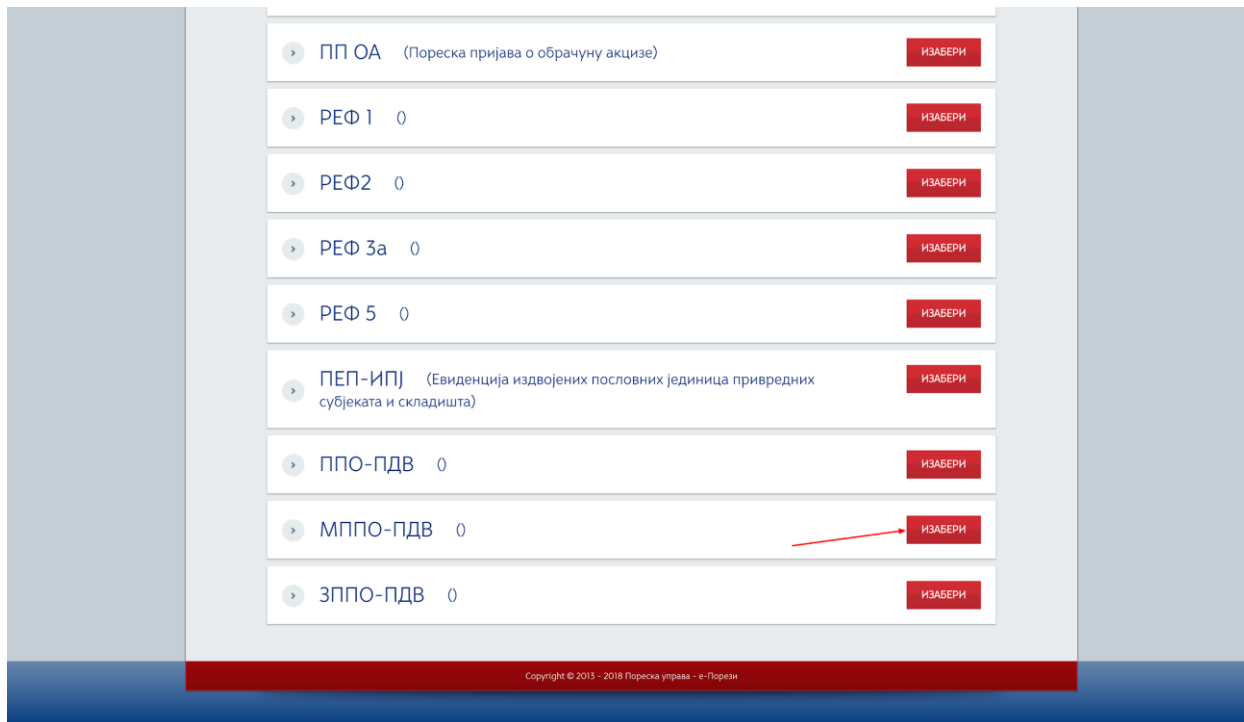 ПП ОА (Пореска пријава о обрачуну акцизе) ИЗАБЕРИ
РЕФ 1 () ИЗАБЕРИ
РЕФ2 () ИЗАБЕРИ
РЕФ 3а () ИЗАБЕРИ
РЕФ 5 () ИЗАБЕРИ
ПЕП-ИПЈ (Евиденција издвојених пословних јединица привредних ИЗАБЕРИ
субјеката и складишта)
ППО-ПДВ () ИЗАБЕРИ
МППО-ПДВ () ИЗАБЕРИ
ЗППО-ПДВ () ИЗАБЕРИ
Copyright © 2013 - 2018 Пореска управа - е-Порези